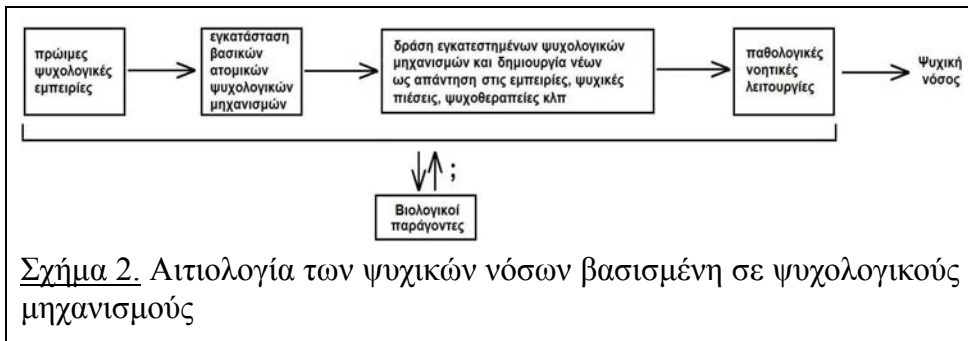 πρώιμες
ψυχολογικές
εμπειρίες
εγκατάσταση
βασικών
ατομικών
ψυχολογικών
μηχανισμών
δράση εγκατεστημένων ψυχολογικών
μηχανισμών και δημιουργία νέων
ως απάντηση στις εμπειρίες, ψυχικές
πιέσεις, ψυχοθεραπείες κλπ
παθολογικές
νοητικές
λειτουργίες
Ψυχική
νόσος
;
Βιολογικοί
παράγοντες
Σχήμα 2. Αιτιολογία των ψυχικών νόσων βασισμένη σε ψυχολογικούς
μηχανισμούς